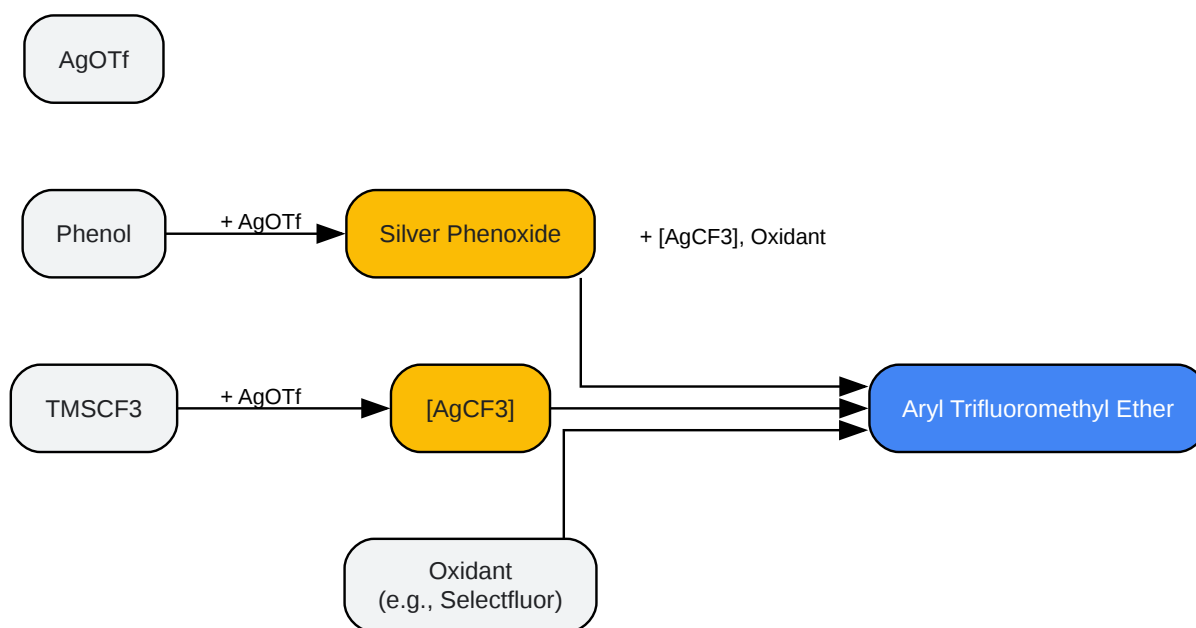 AgOTf
Phenol
+ AgOTf
Silver Phenoxide
+ [AgCF3], Oxidant
TMSCF3
+ AgOTf
[AgCF3]
Aryl Trifluoromethyl Ether
Oxidant
(e.g., Selectfluor)